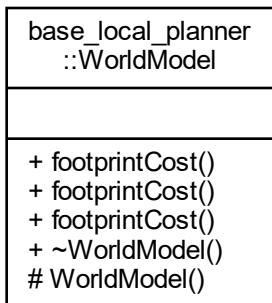 base_local_planner
::WorldModel
+ footprintCost()
+ footprintCost()
+ footprintCost()
+ ~WorldModel()
# WorldModel()